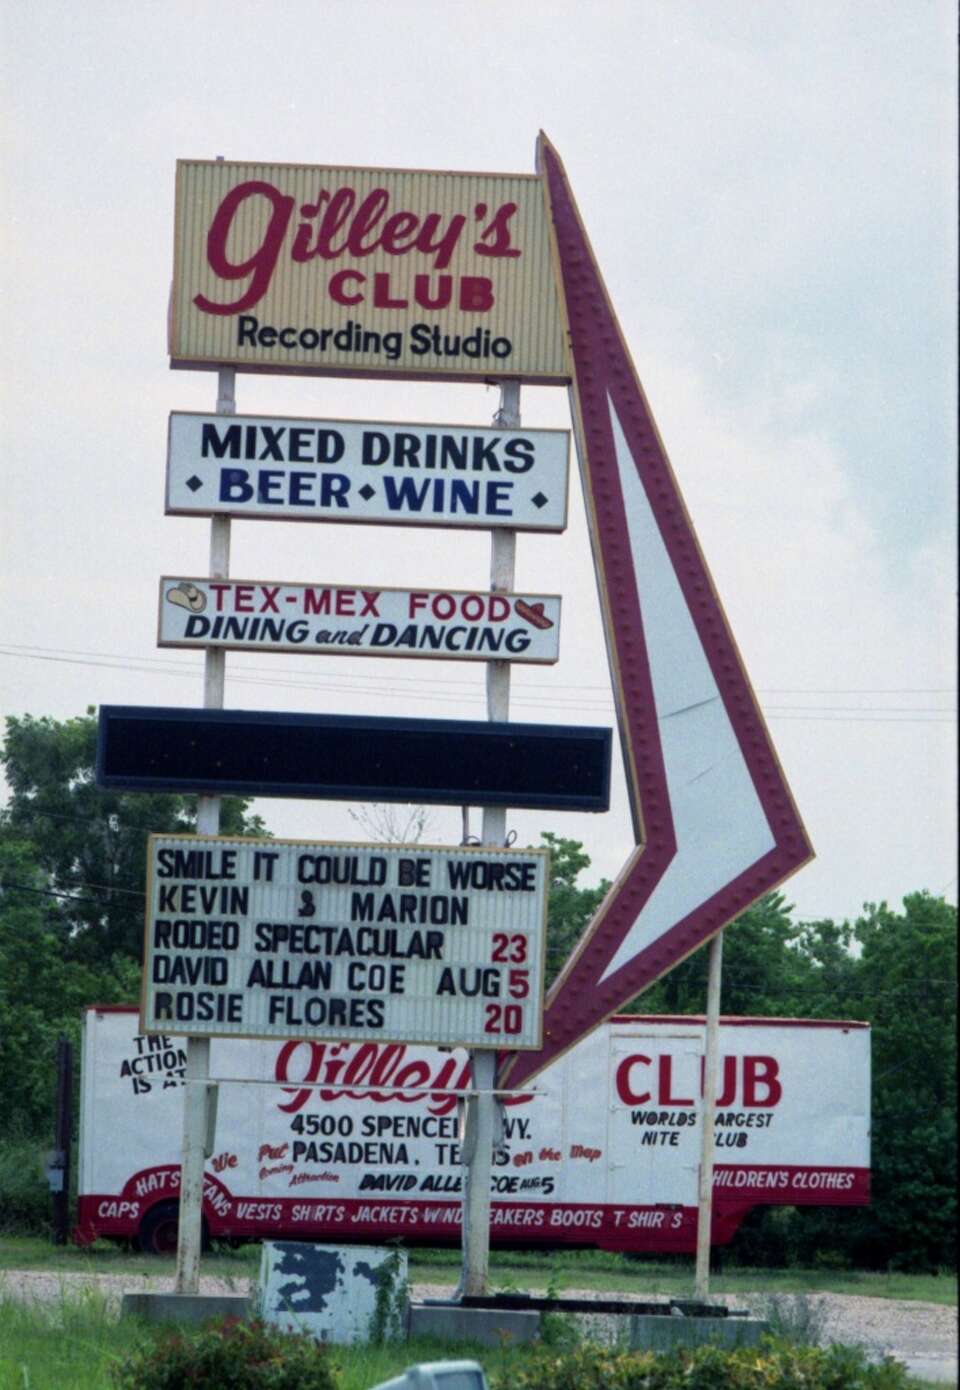 Gilley's
CLUB
Recording Studio
MIXED DRINKS
BEER WINE
TEX-MEX FOOD
DINING and DANCING
SMILE IT COULD BE WORSE
KEVIN & MARION
RODEO SPECTACULAR 23
DAVID ALLAN COE AUG 5
ROSIE FLORES 20
THE
ACTION
IS AT
Gilley's
CLUB
4500 SPENCER HWY.
PASADENA, TEXAS
We Put
on the Map
WORLDS LARGEST
NITE CLUB
Coming
Attraction
DAVID ALLEN COE AUG 5
CAPS HATS JEANS VESTS SHIRTS JACKETS WINDBREAKERS BOOTS T SHIRTS
CHILDREN'S CLOTHES